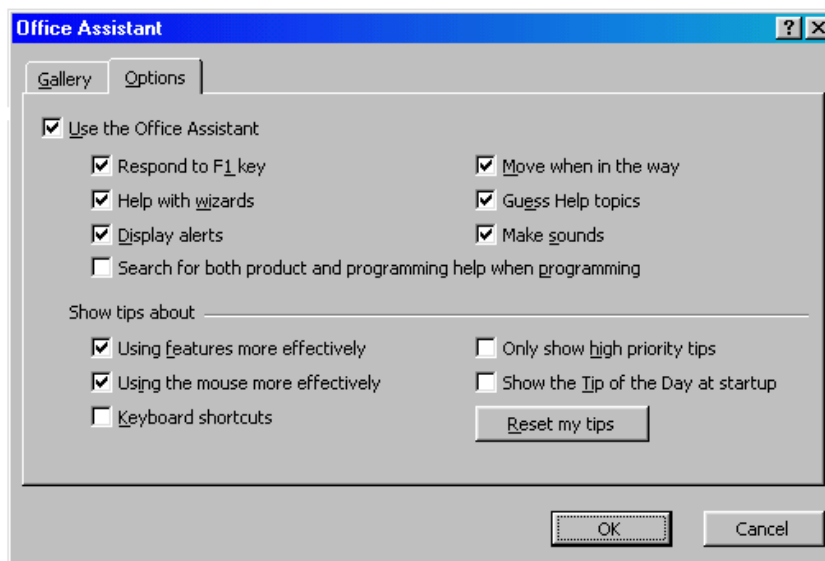 Office Assistant
Gallery Options
Use the Office Assistant
Respond to F1 key Move when in the way
Help with wizards Guess Help topics
Display alerts Make sounds
Search for both product and programming help when programming
Show tips about
Using features more effectively Only show high priority tips
Using the mouse more effectively Show the Tip of the Day at startup
Keyboard shortcuts Reset my tips
OK Cancel